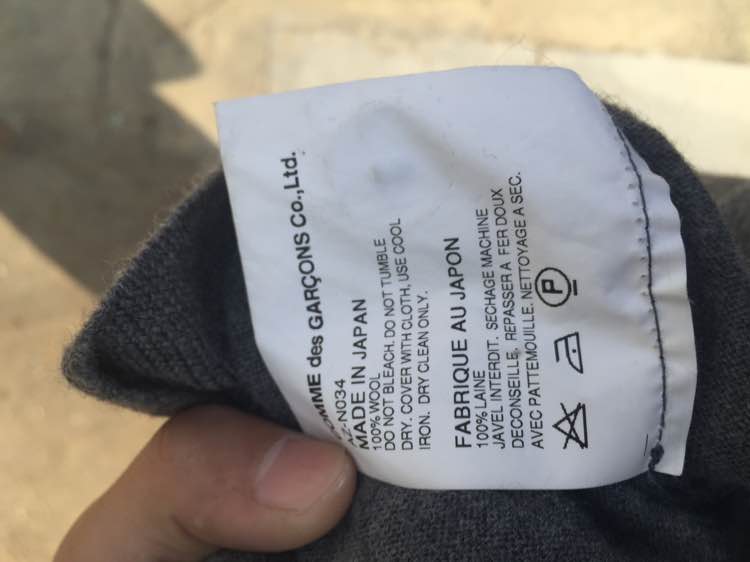 COMME des GARÇONS Co.,Ltd.
AZ-N034
MADE IN JAPAN
100% WOOL
DO NOT BLEACH. DO NOT TUMBLE
DRY. COVER WITH CLOTH, USE COOL
IRON. DRY CLEAN ONLY.
FABRIQUE AU JAPON
100% LAINE
JAVEL INTERDIT. SECHAGE MACHINE
DECONSEILLE, REPASSER A FER DOUX
AVEC PATTEMOUILLE. NETTOYAGE A SEC.
P